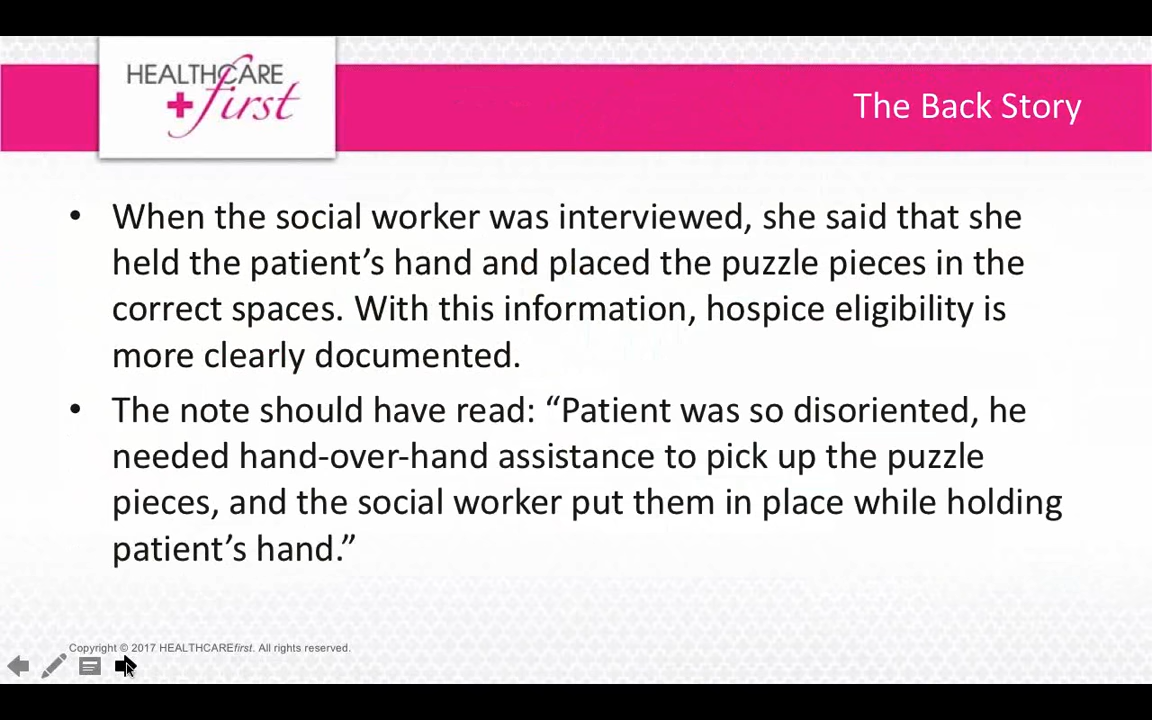 HEALTHCARE
first
The Back Story
• When the social worker was interviewed, she said that she
held the patient’s hand and placed the puzzle pieces in the
correct spaces. With this information, hospice eligibility is
more clearly documented.
• The note should have read: “Patient was so disoriented, he
needed hand-over-hand assistance to pick up the puzzle
pieces, and the social worker put them in place while holding
patient’s hand.”
Copyright © 2017 HEALTHCAREfirst. All rights reserved.